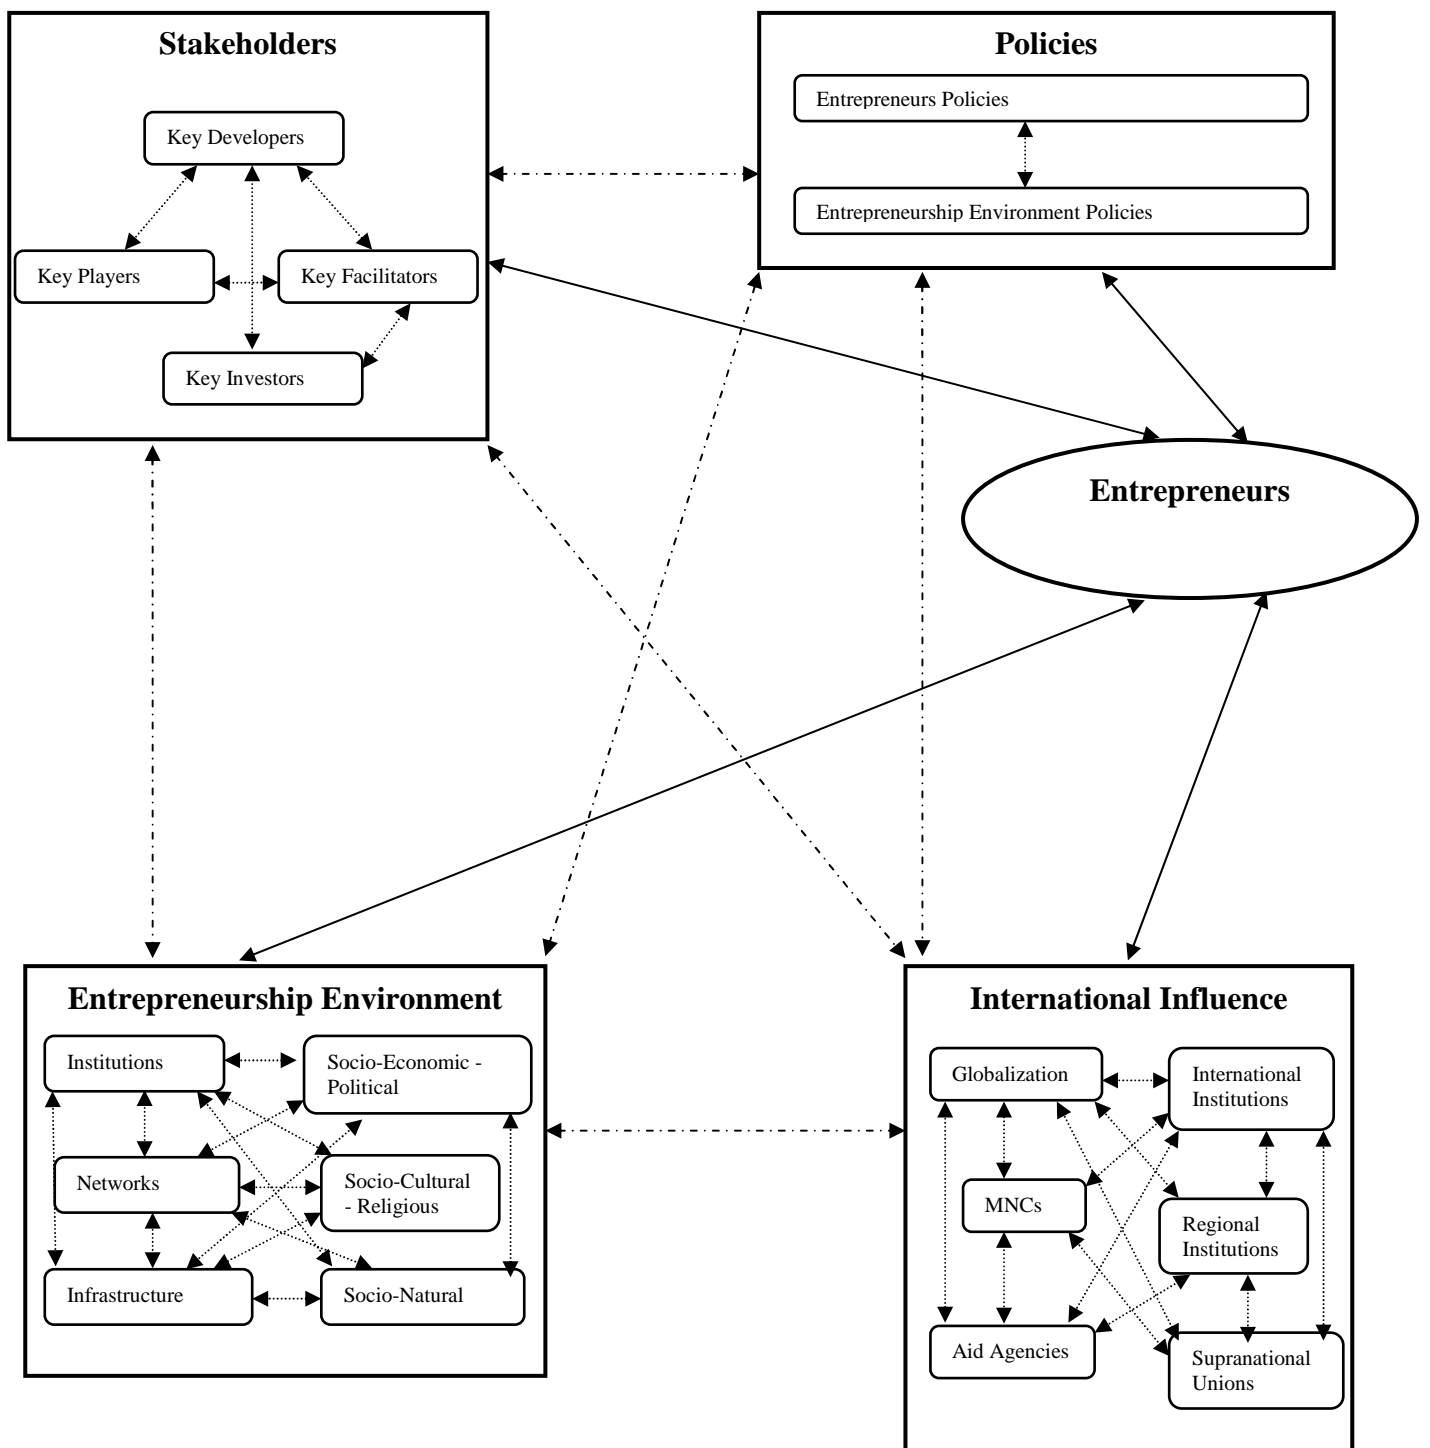 Stakeholders
Key Developers
Key Players
Key Facilitators
Key Investors
Policies
Entrepreneurs Policies
Entrepreneurship Environment Policies
Entrepreneurs
Entrepreneurship Environment
Institutions
Socio-Economic -
Political
Networks
Socio-Cultural
- Religious
Infrastructure
Socio-Natural
International Influence
Globalization
International
Institutions
MNCs
Regional
Institutions
Aid Agencies
Supranational
Unions